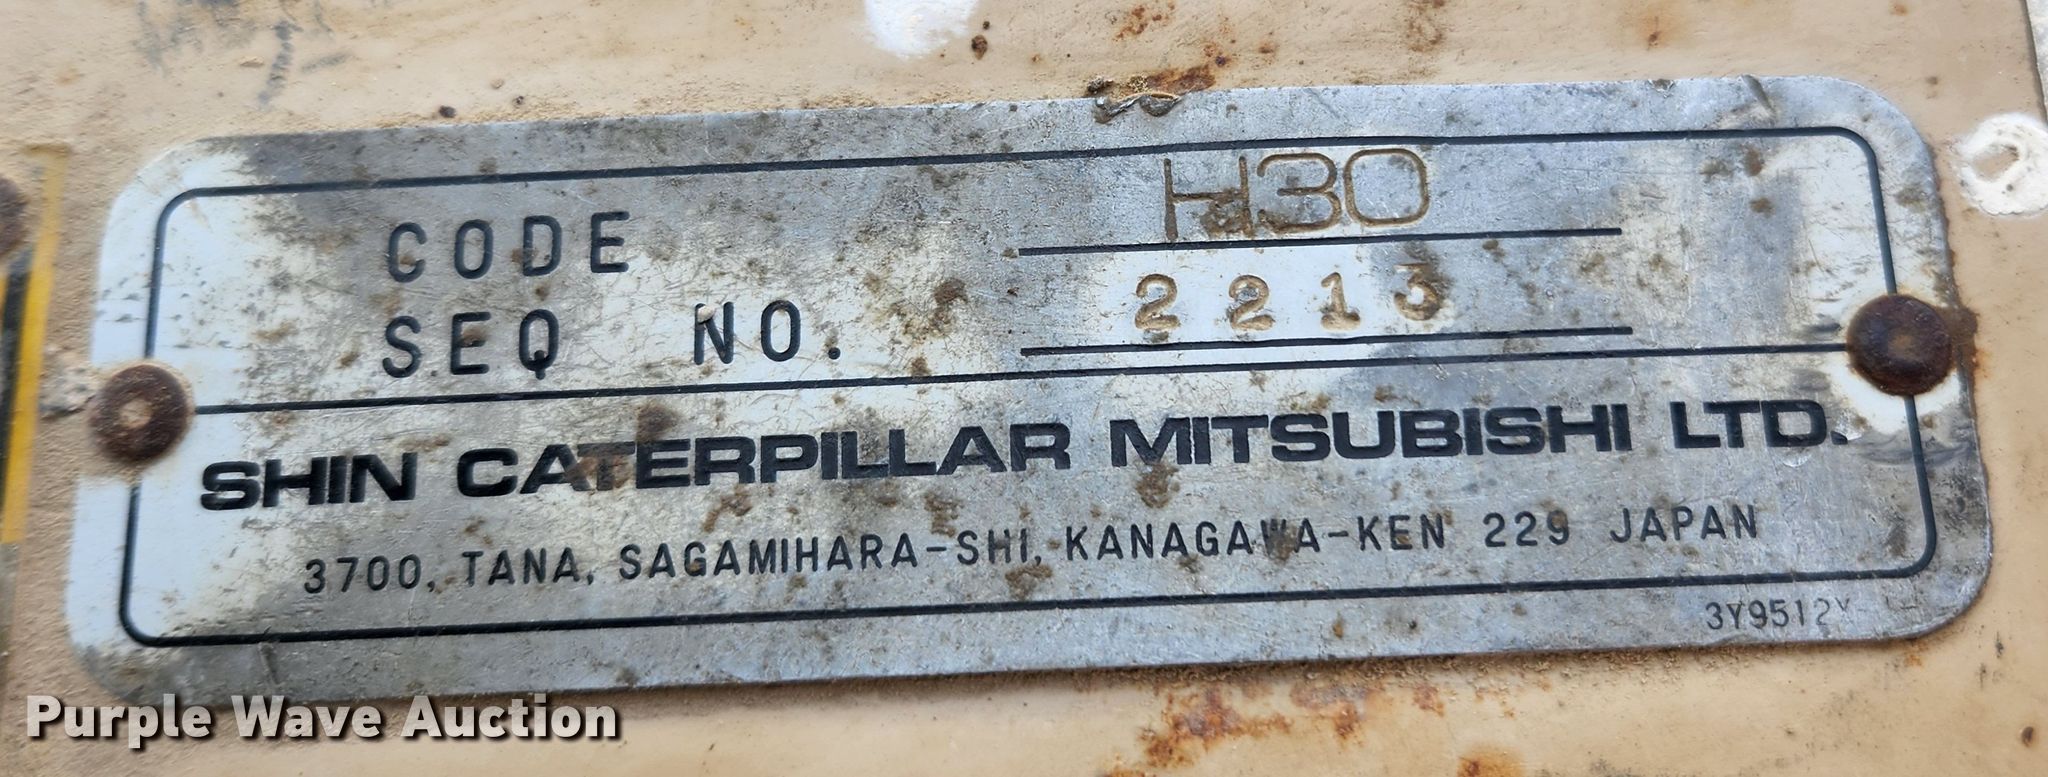 CODE H30
SEQ NO. 2213
SHIN CATERPILLAR MITSUBISHI LTD.
3700, TANA, SAGAMIHARA-SHI, KANAGAWA-KEN 229 JAPAN
Purple Wave Auction